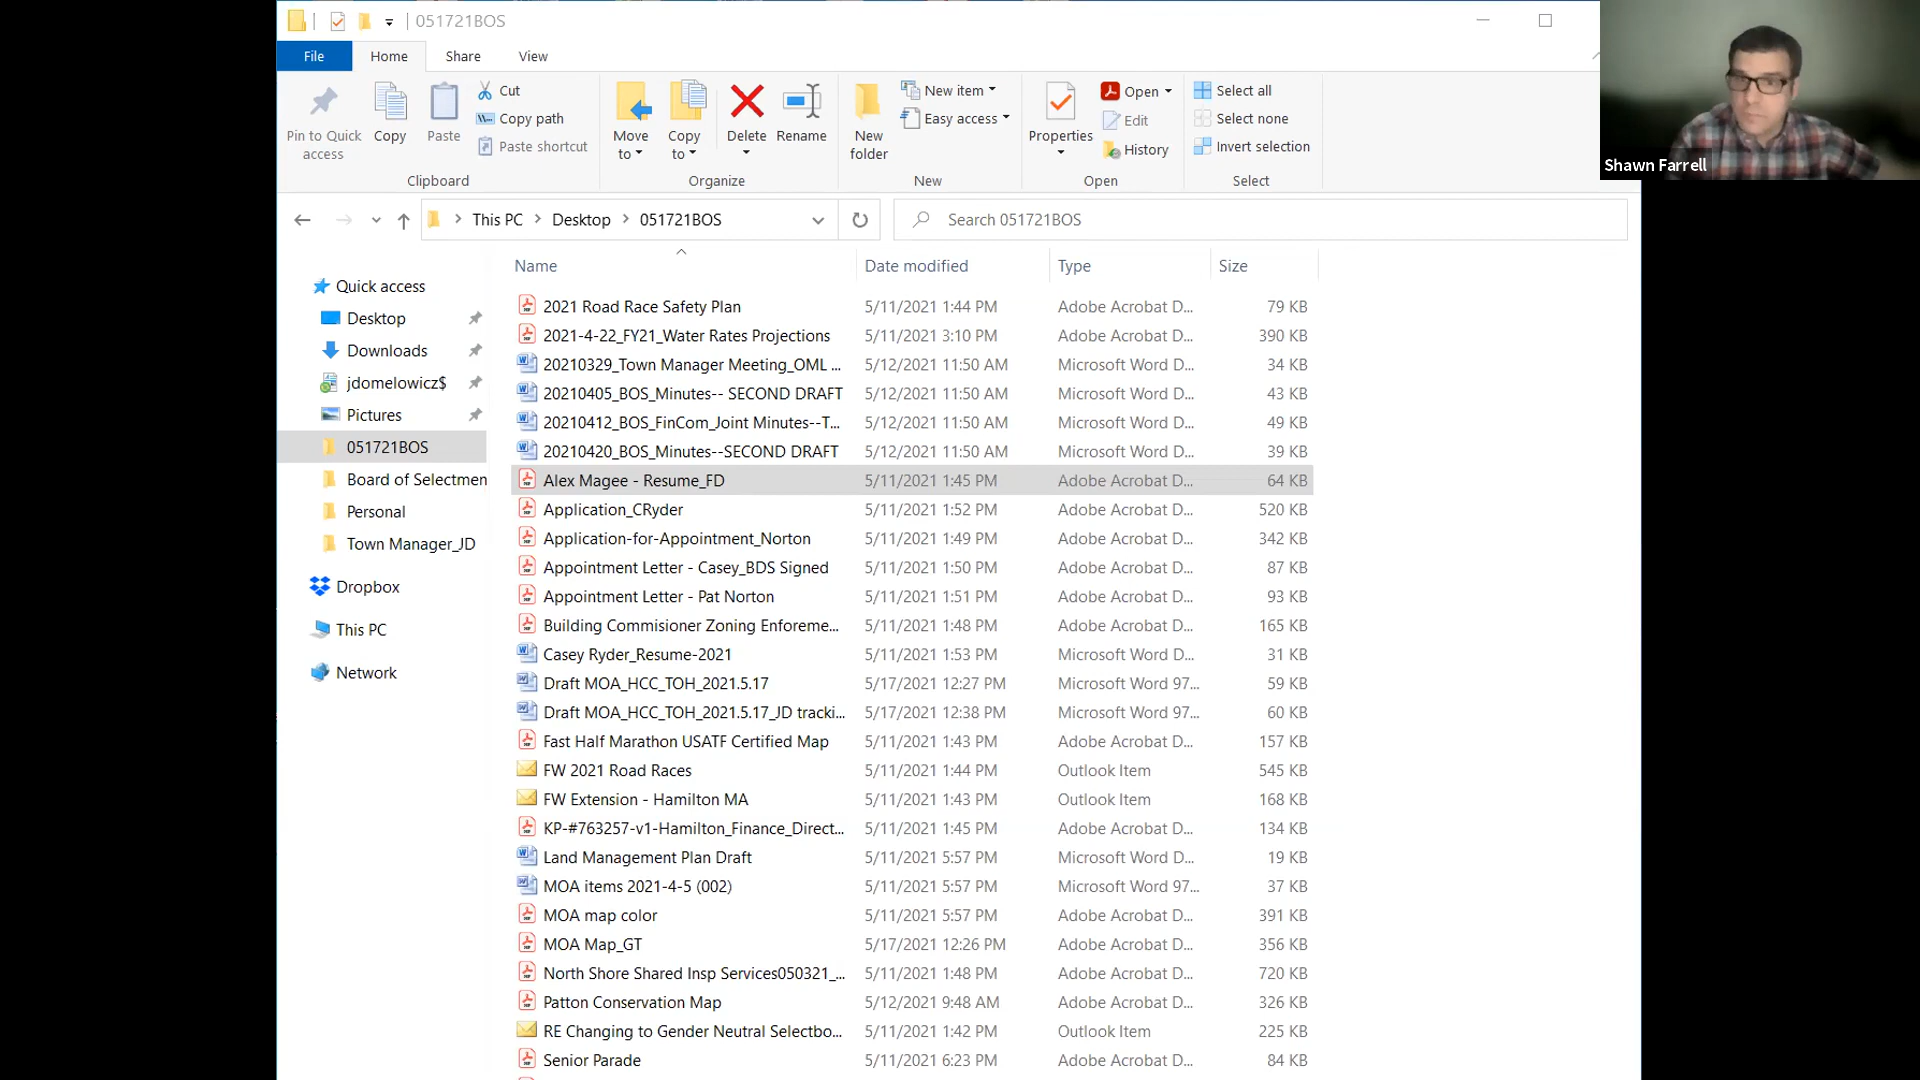 051721BOS
File Home Share View
Pin to Quick access
Copy
Paste
Cut
Copy path
Paste shortcut
Clipboard
Move to
Copy to
Delete
Rename
Organize
New folder
New item
Easy access
New
Properties
Open
Edit
History
Open
Select all
Select none
Invert selection
Select
Shawn Farrell
This PC Desktop 051721BOS
Search 051721BOS
Quick access
Desktop
Downloads
jdomelowicz$
Pictures
051721BOS
Board of Selectmen
Personal
Town Manager_JD
Dropbox
This PC
Network
Name Date modified Type Size
2021 Road Race Safety Plan 5/11/2021 1:44 PM Adobe Acrobat D... 79 KB
2021-4-22_FY21_Water Rates Projections 5/11/2021 3:10 PM Adobe Acrobat D... 390 KB
20210329_Town Manager Meeting_OML ... 5/12/2021 11:50 AM Microsoft Word D... 34 KB
20210405_BOS_Minutes-- SECOND DRAFT 5/12/2021 11:50 AM Microsoft Word D... 43 KB
20210412_BOS_FinCom_Joint Minutes--T... 5/12/2021 11:50 AM Microsoft Word D... 49 KB
20210420_BOS_Minutes--SECOND DRAFT 5/12/2021 11:50 AM Microsoft Word D... 39 KB
Alex Magee - Resume_FD 5/11/2021 1:45 PM Adobe Acrobat D... 64 KB
Application_CRyder 5/11/2021 1:52 PM Adobe Acrobat D... 520 KB
Application-for-Appointment_Norton 5/11/2021 1:49 PM Adobe Acrobat D... 342 KB
Appointment Letter - Casey_BDS Signed 5/11/2021 1:50 PM Adobe Acrobat D... 87 KB
Appointment Letter - Pat Norton 5/11/2021 1:51 PM Adobe Acrobat D... 93 KB
Building Commisioner Zoning Enforeme... 5/11/2021 1:48 PM Adobe Acrobat D... 165 KB
Casey Ryder_Resume-2021 5/11/2021 1:53 PM Microsoft Word D... 31 KB
Draft MOA_HCC_TOH_2021.5.17 5/17/2021 12:27 PM Microsoft Word 97... 59 KB
Draft MOA_HCC_TOH_2021.5.17_JD tracki... 5/17/2021 12:38 PM Microsoft Word 97... 60 KB
Fast Half Marathon USATF Certified Map 5/11/2021 1:43 PM Adobe Acrobat D... 157 KB
FW 2021 Road Races 5/11/2021 1:44 PM Outlook Item 545 KB
FW Extension - Hamilton MA 5/11/2021 1:43 PM Outlook Item 168 KB
KP-#763257-v1-Hamilton_Finance_Direct... 5/11/2021 1:45 PM Adobe Acrobat D... 134 KB
Land Management Plan Draft 5/11/2021 5:57 PM Microsoft Word D... 19 KB
MOA items 2021-4-5 (002) 5/11/2021 5:57 PM Microsoft Word 97... 37 KB
MOA map color 5/11/2021 5:57 PM Adobe Acrobat D... 391 KB
MOA Map_GT 5/17/2021 12:26 PM Adobe Acrobat D... 356 KB
North Shore Shared Insp Services050321_... 5/11/2021 1:48 PM Adobe Acrobat D... 720 KB
Patton Conservation Map 5/12/2021 9:48 AM Adobe Acrobat D... 326 KB
RE Changing to Gender Neutral Selectbo... 5/11/2021 1:42 PM Outlook Item 225 KB
Senior Parade 5/11/2021 6:23 PM Adobe Acrobat D... 84 KB